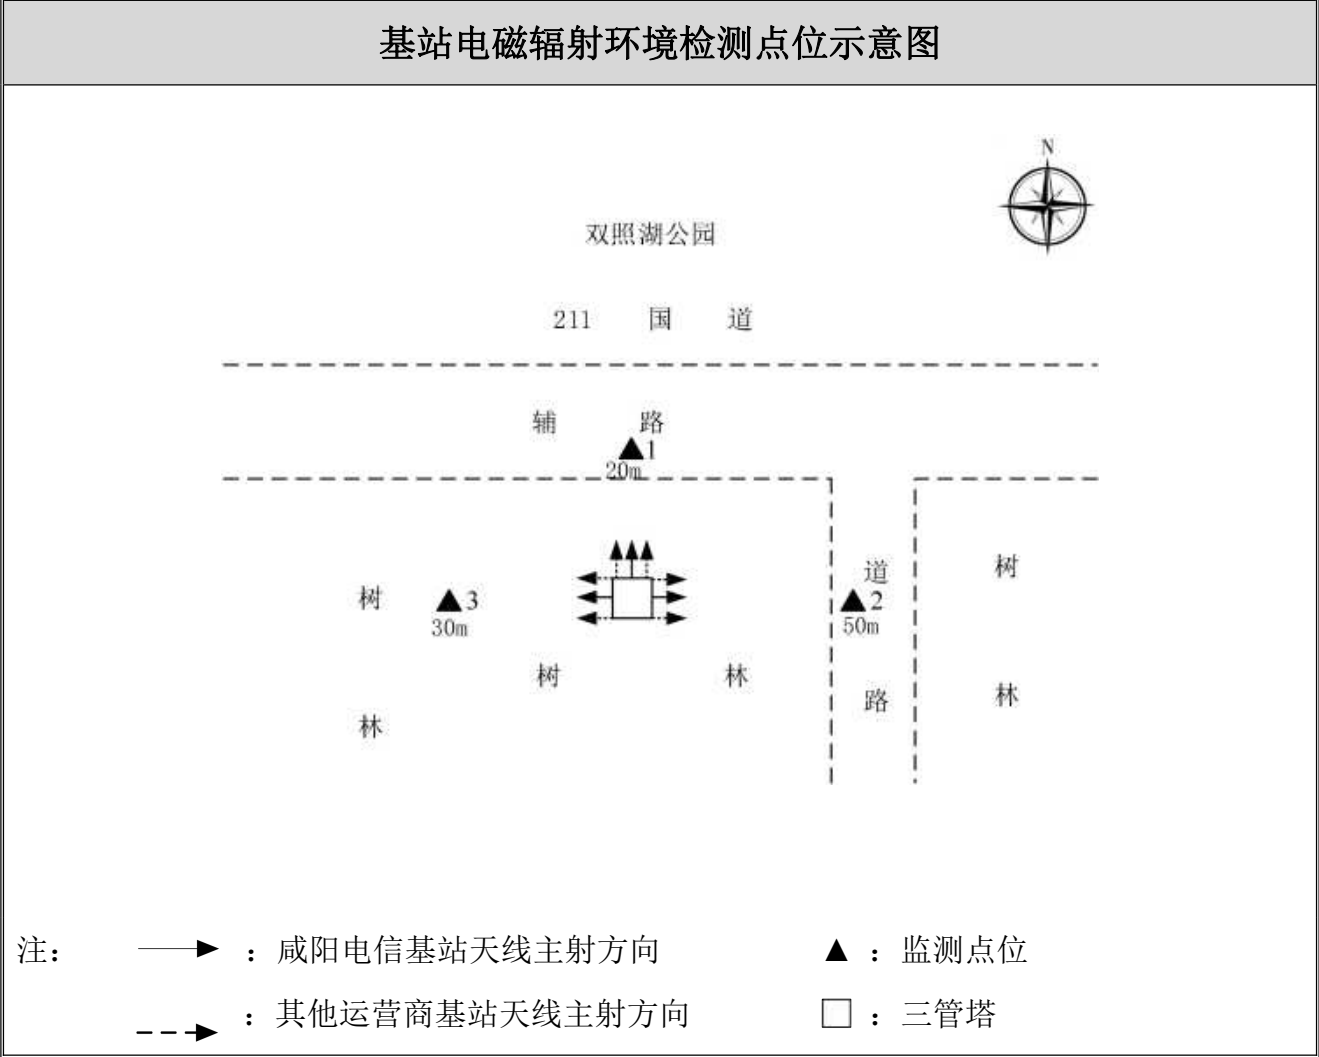 基站电磁辐射环境检测点位示意图
N
双照湖公园
211 国 道
辅 路
1
20m
道
树
树
3
2
30m
50m
树 林
路
林
林
注：
：咸阳电信基站天线主射方向
▲：监测点位
：其他运营商基站天线主射方向
□：三管塔